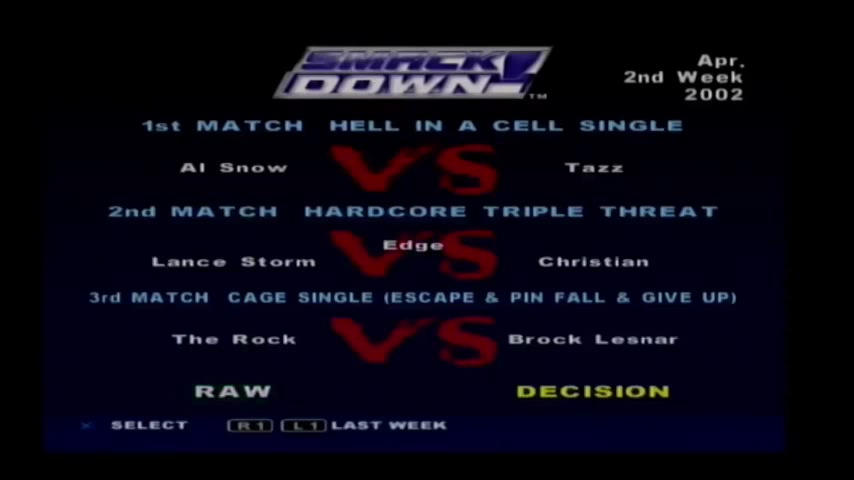 SMACK DOWN! TM
Apr.
2nd Week
2002
1st MATCH HELL IN A CELL SINGLE
Al Snow VS Tazz
2nd MATCH HARDCORE TRIPLE THREAT
Edge
Lance Storm VS Christian
3rd MATCH CAGE SINGLE (ESCAPE & PIN FALL & GIVE UP)
The Rock VS Brock Lesnar
RAW DECISION
× SELECT R1 L1 LAST WEEK